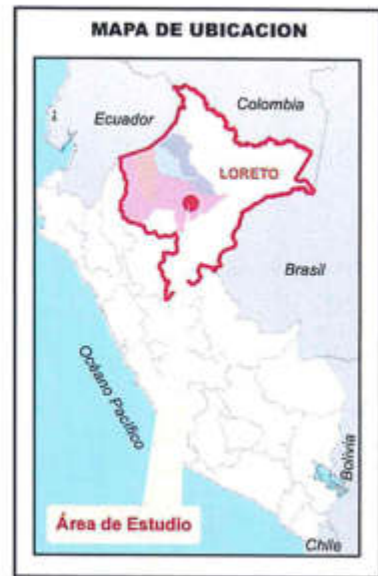 MAPA DE UBICACION
Ecuador
Colombia
LORETO
Brasil
Océano Pacífico
Bolivia
Área de Estudio
Chile